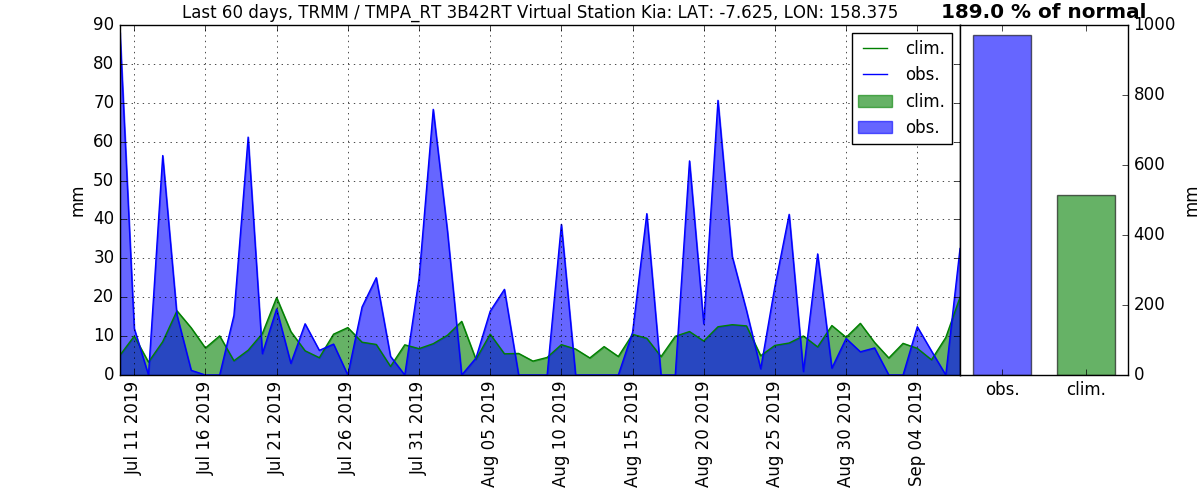 Last 60 days, TRMM / TMPA_RT 3B42RT Virtual Station Kia: LAT: -7.625, LON: 158.375
189.0 % of normal
90
80
70
60
50
40
30
20
10
0
mm
clim.
obs.
clim.
obs.
Jul 11 2019
Jul 16 2019
Jul 21 2019
Jul 26 2019
Jul 31 2019
Aug 05 2019
Aug 10 2019
Aug 15 2019
Aug 20 2019
Aug 25 2019
Aug 30 2019
Sep 04 2019
1000
800
600
400
200
0
mm
obs.
clim.